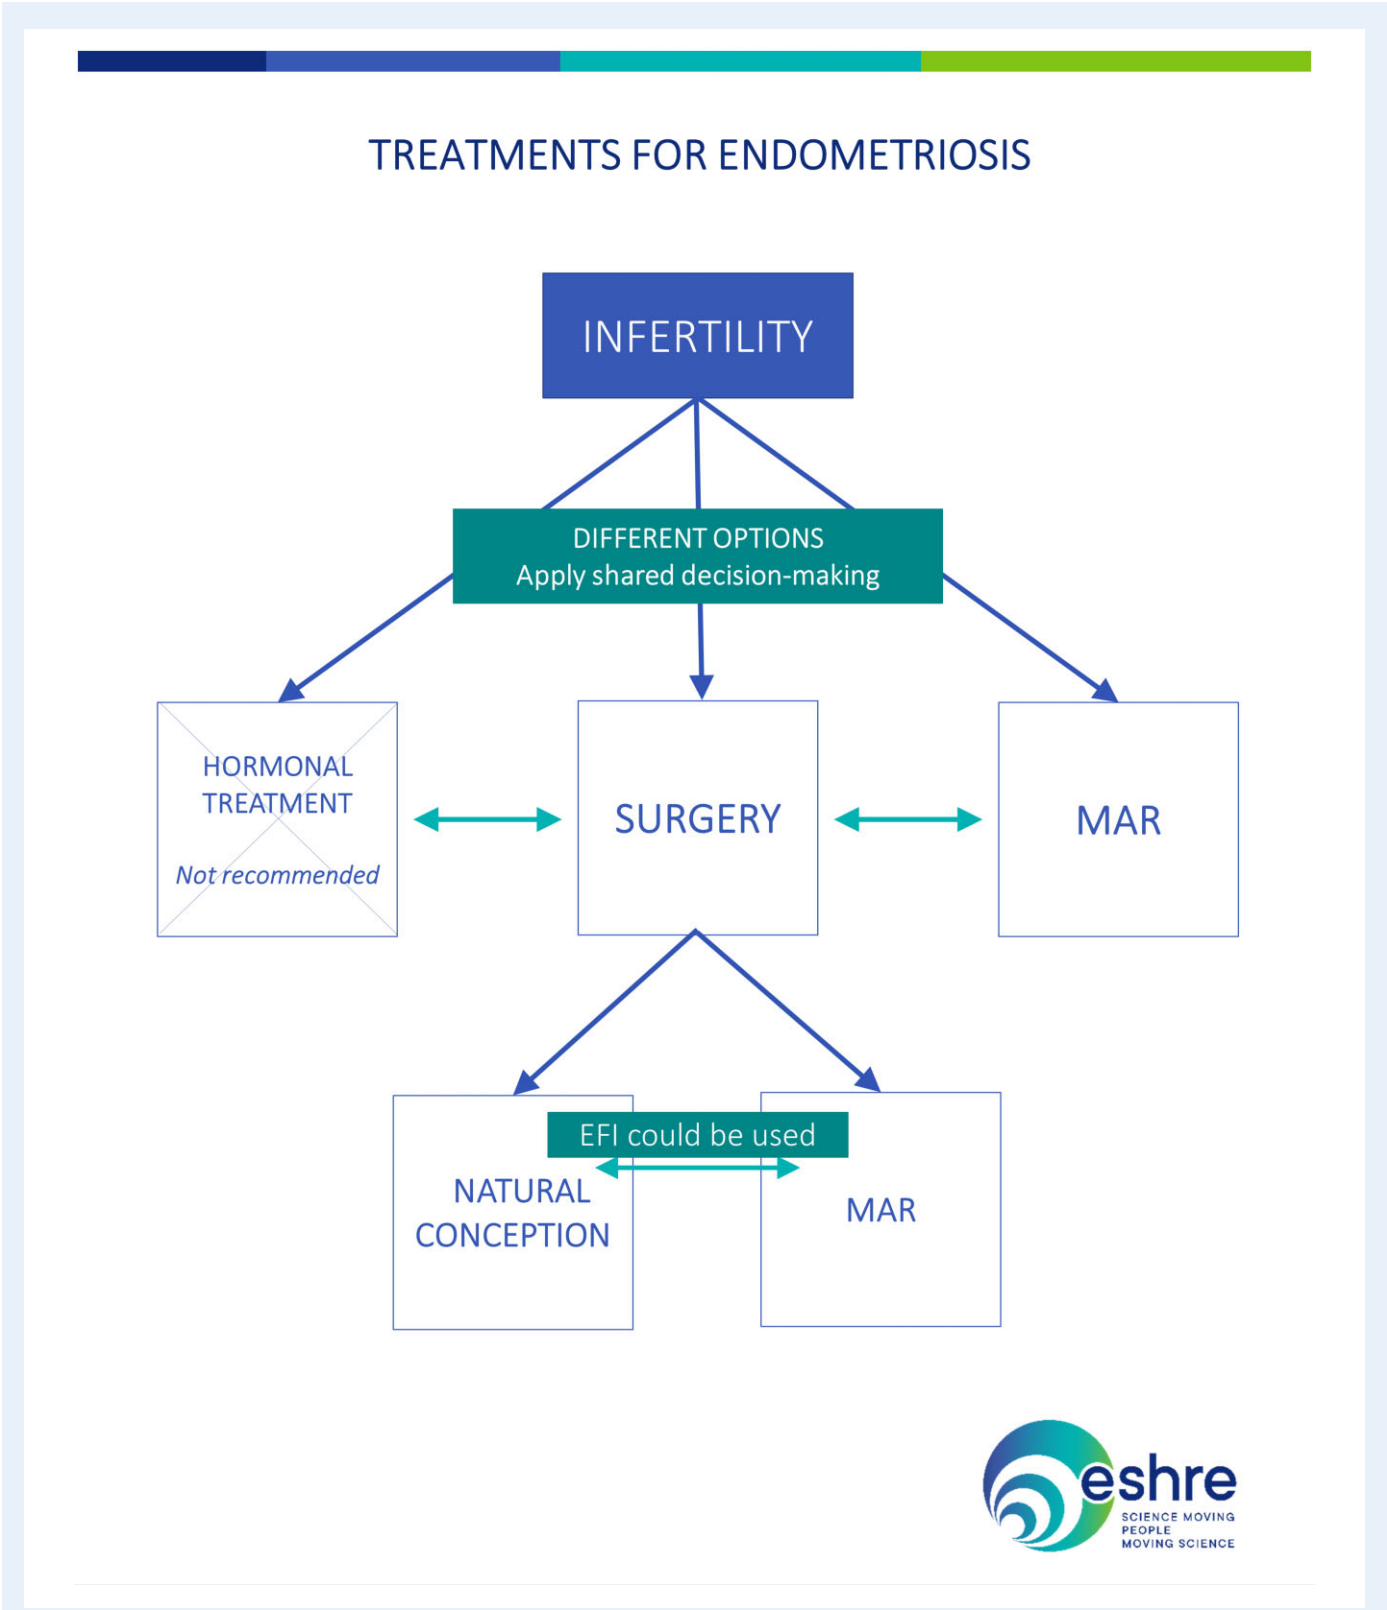 TREATMENTS FOR ENDOMETRIOSIS
INFERTILITY
DIFFERENT OPTIONS
Apply shared decision-making
HORMONAL
TREATMENT
Not recommended
SURGERY
MAR
EFI could be used
NATURAL
CONCEPTION
MAR
eshre
SCIENCE MOVING
PEOPLE
MOVING SCIENCE